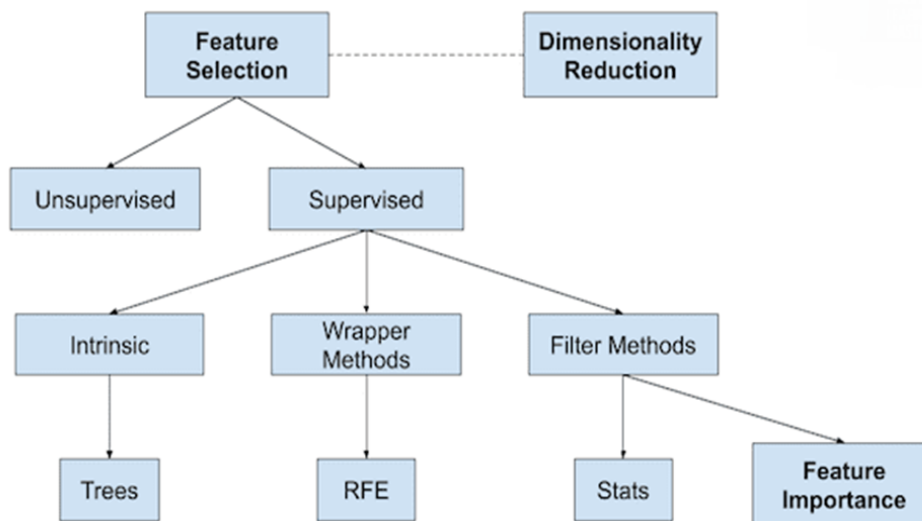 Feature
Selection
Dimensionality
Reduction
Unsupervised
Supervised
Intrinsic
Wrapper
Methods
Filter Methods
Trees
RFE
Stats
Feature
Importance